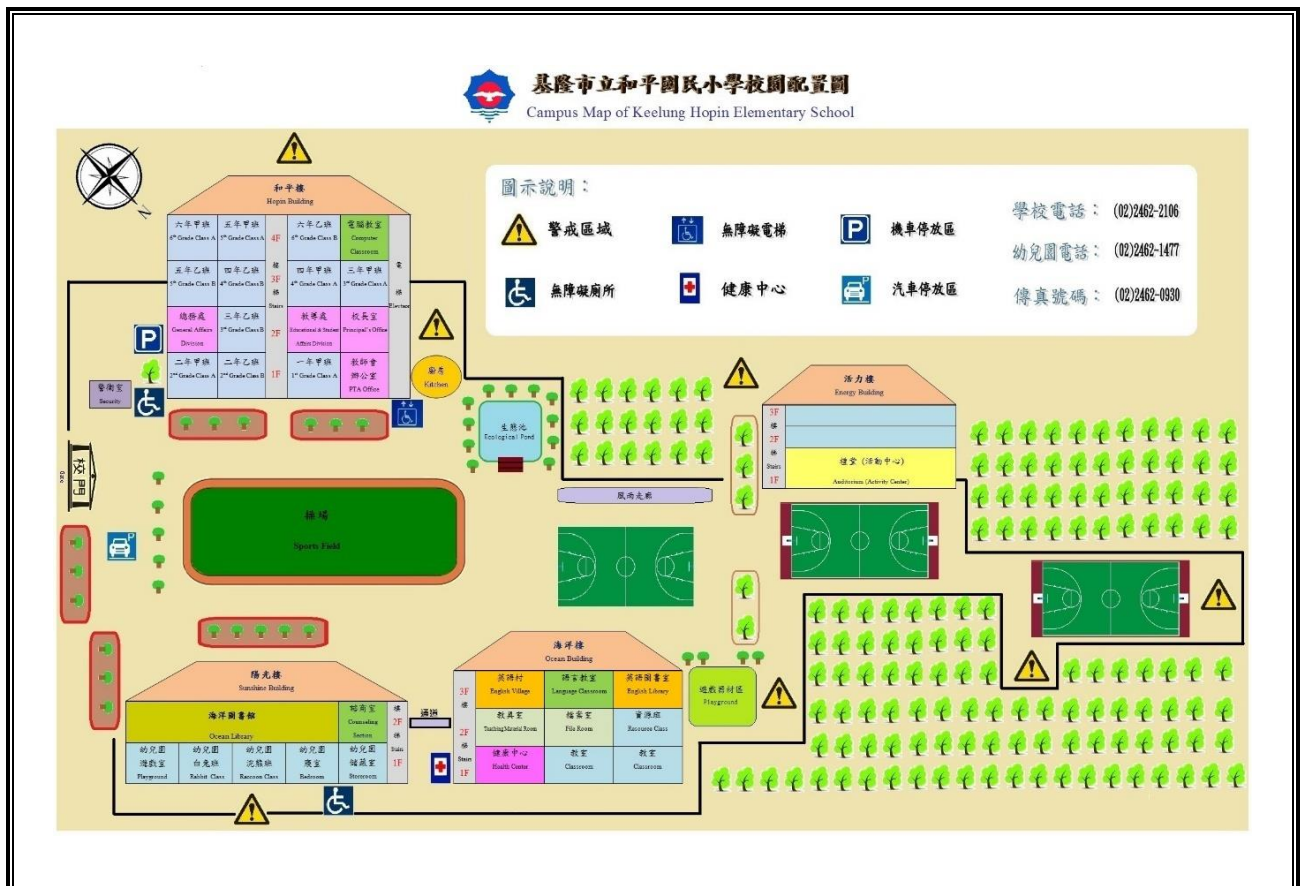 基隆市立和平國民小學校園配置圖
Campus Map of Keelung Hopin Elementary School
N
圖示說明：
警戒區域
無障礙電梯
機車停放區
無障礙廁所
健康中心
汽車停放區
學校電話： (02)2462-2106
幼兒園電話： (02)2462-1477
傳真號碼： (02)2462-0930
和平樓
Hopin Building
六年甲班
6th Grade Class A
五年甲班
5th Grade Class A
4F
六年乙班
6th Grade Class B
電腦教室
Computer
Classroom
五年乙班
5th Grade Class B
四年乙班
4th Grade Class B
樓
3F
梯
Stairs
四年甲班
4th Grade Class A
三年甲班
3rd Grade Class A
電
梯
總務處
General Affairs
Division
三年乙班
3rd Grade Class B
2F
教導處
Educational & Student
Affairs Division
校長室
Principal's Office
二年甲班
2nd Grade Class A
二年乙班
2nd Grade Class B
1F
一年甲班
1st Grade Class A
教師會
辦公室
PTA Office
P
警衛室
Security
廚房
Kitchen
生態池
Ecological Pond
校門
Gate
P
操場
Sports Field
風雨走廊
活力樓
Energy Building
3F
樓
2F
梯
Stairs
1F
禮堂 (活動中心)
Auditorium (Activity Center)
陽光樓
Sunshine Building
海洋圖書館
Ocean Library
諮商室
Counseling
Section
樓
2F
梯
Stairs
1F
幼兒園
遊戲室
Playground
幼兒園
白兔班
Rabbit Class
幼兒園
浣熊班
Raccoon Class
幼兒園
寢室
Bedroom
幼兒園
儲藏室
Storeroom
通道
海洋樓
Ocean Building
3F
樓
2F
梯
Stairs
1F
英語村
English Village
語言教室
Language Classroom
英語圖書室
English Library
教具室
Teaching Material Room
檔案室
File Room
資源班
Resource Class
健康中心
Health Center
教室
Classroom
教室
Classroom
遊戲器材區
Playground